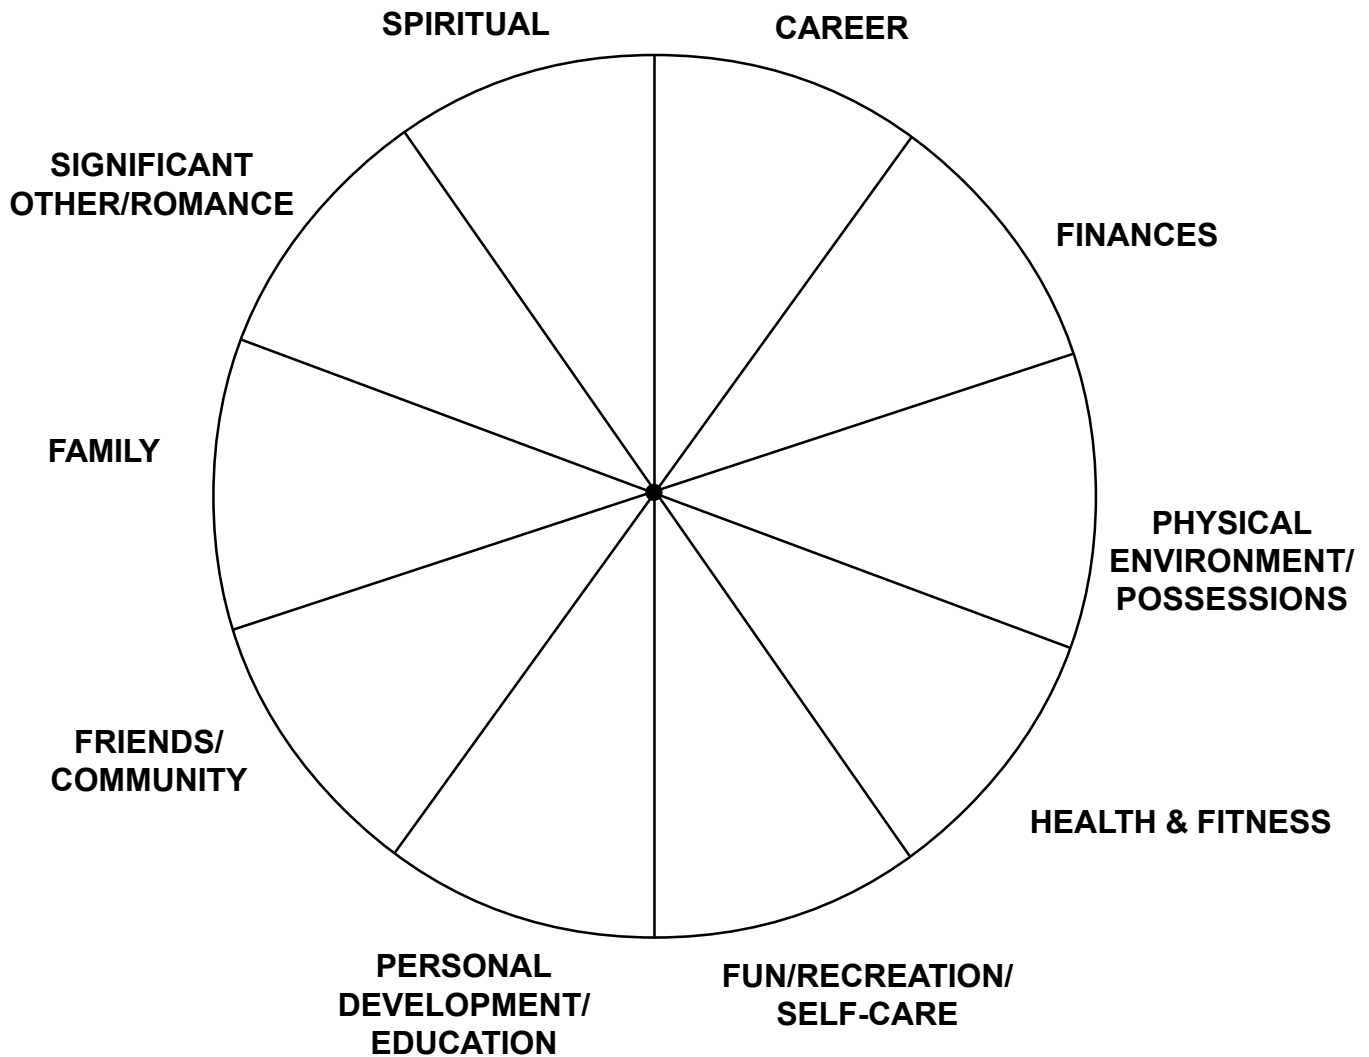 SPIRITUAL
CAREER
SIGNIFICANT
OTHER/ROMANCE
FINANCES
FAMILY
PHYSICAL
ENVIRONMENT/
POSSESSIONS
FRIENDS/
COMMUNITY
HEALTH & FITNESS
PERSONAL
DEVELOPMENT/
EDUCATION
FUN/RECREATION/
SELF-CARE